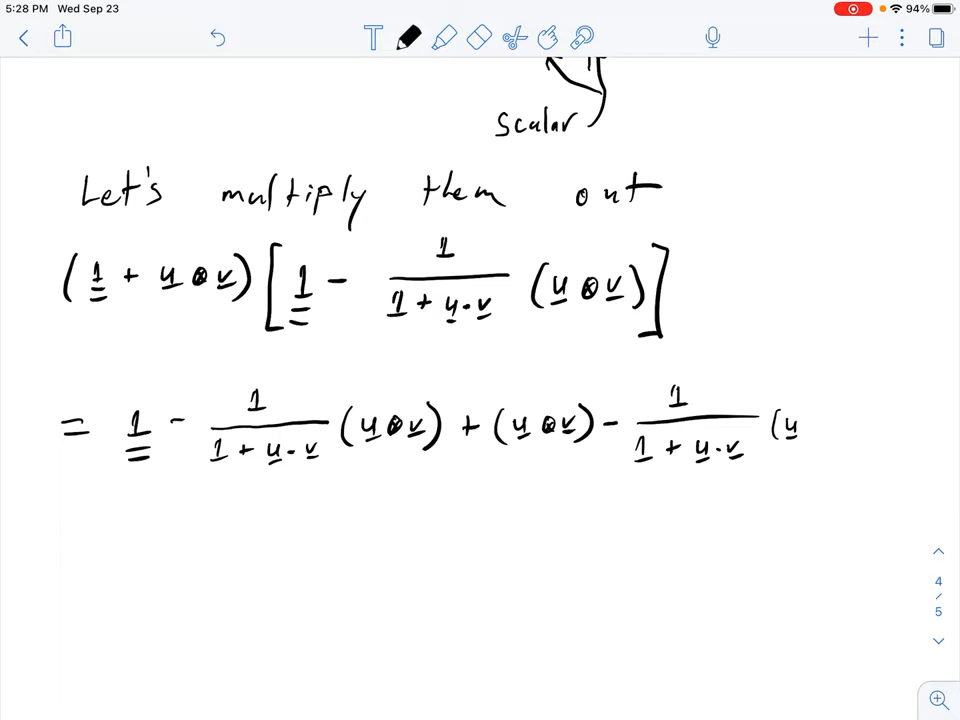 5:28 PM Wed Sep 23 94%
scalar
Let's multiply them out
(1 + u ⊗ v) [1 - 1/(1 + u · v) (u ⊗ v)]
= 1 - 1/(1 + u · v) (u ⊗ v) + (u ⊗ v) - 1/(1 + u · v) (u
4
/
5